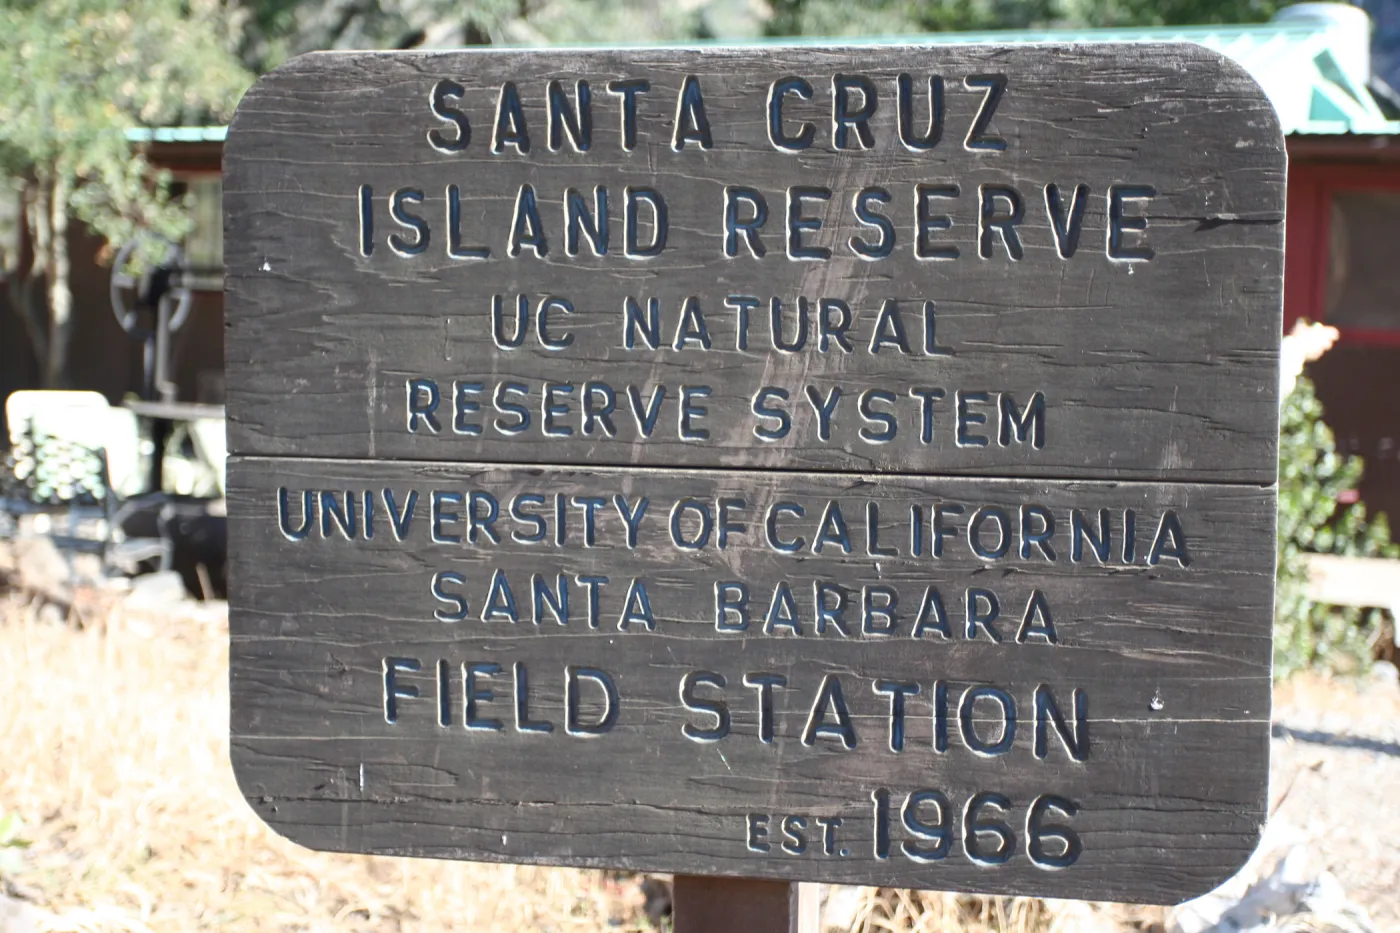 SANTA CRUZ
ISLAND RESERVE
UC NATURAL
RESERVE SYSTEM
UNIVERSITY OF CALIFORNIA
SANTA BARBARA
FIELD STATION
EST. 1966